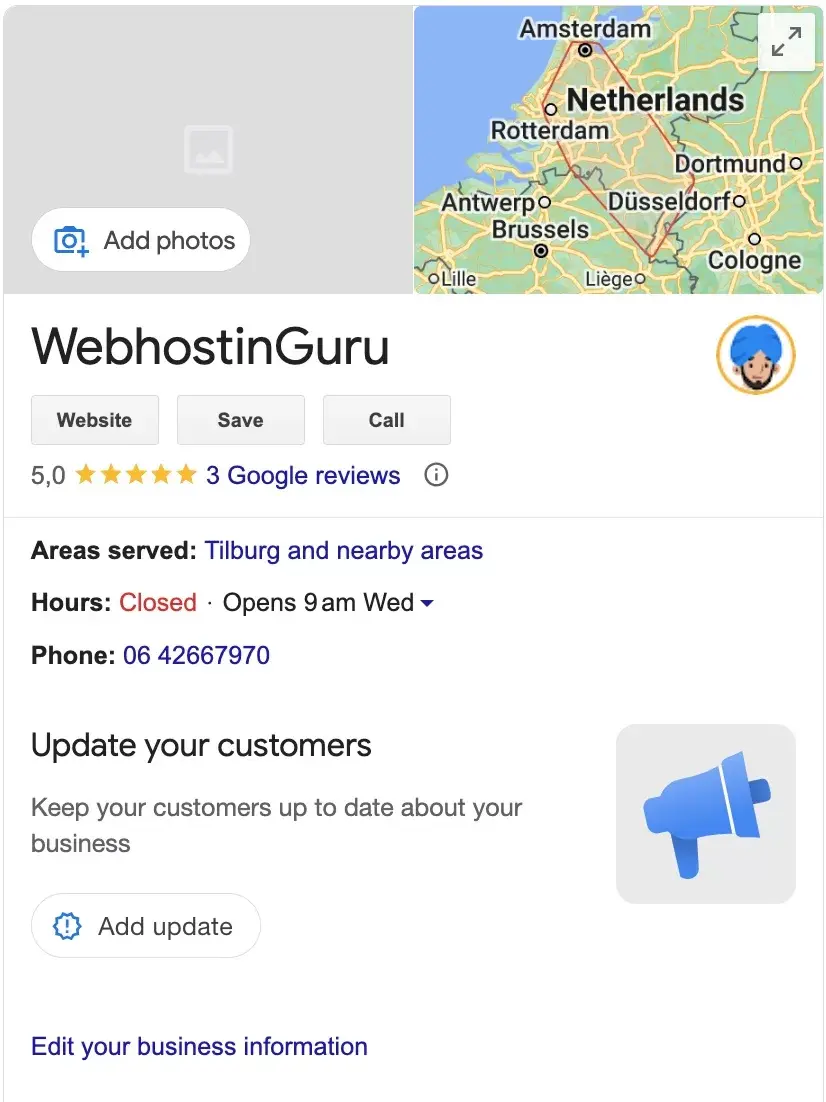 Amsterdam
Netherlands
Rotterdam
Dortmund
Antwerp
Düsseldorf
Brussels
Cologne
Lille
Liège
Add photos
WebhostinGuru
Website Save Call
5,0 3 Google reviews
Areas served: Tilburg and nearby areas
Hours: Closed · Opens 9 am Wed
Phone: 06 42667970
Update your customers
Keep your customers up to date about your
business
Add update
Edit your business information